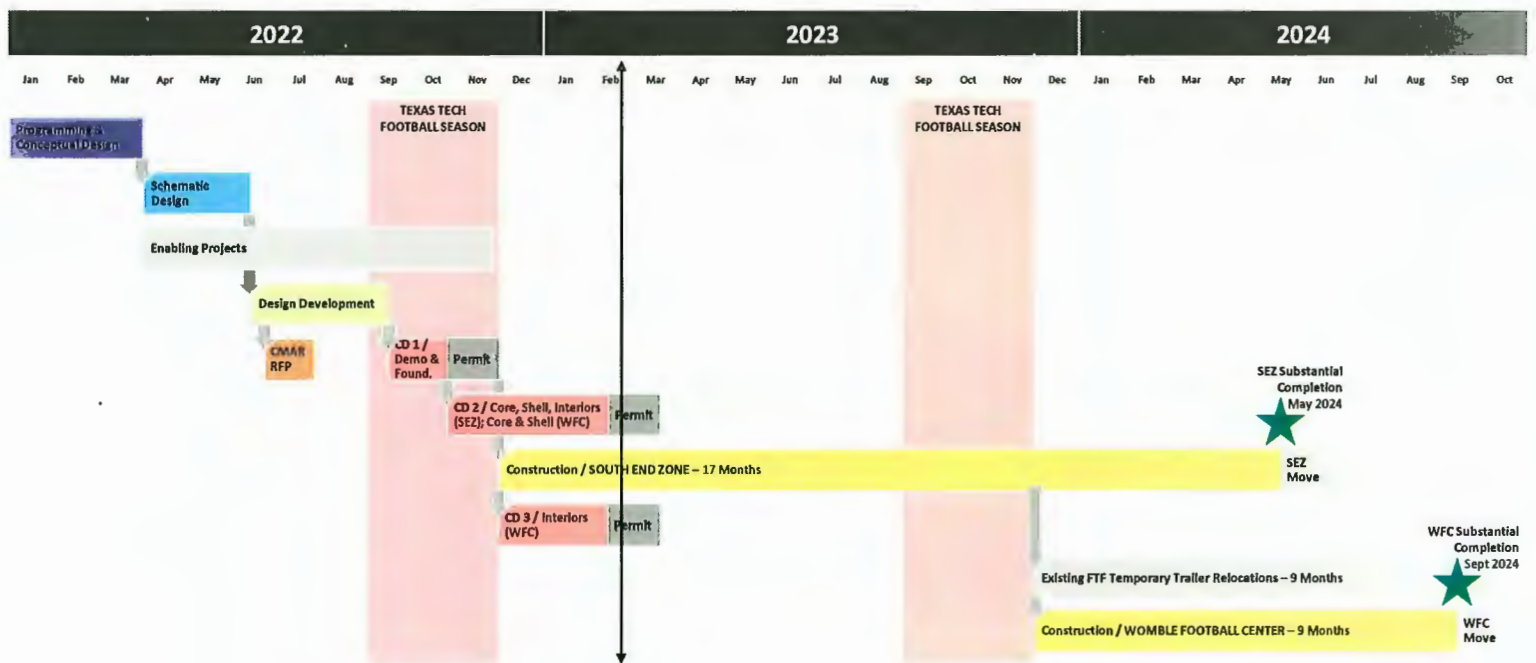 2022 2023 2024
Jan Feb Mar Apr May Jun Jul Aug Sep Oct Nov Dec Jan Feb Mar Apr May Jun Jul Aug Sep Oct Nov Dec Jan Feb Mar Apr May Jun Jul Aug Sep Oct
TEXAS TECH
FOOTBALL SEASON
TEXAS TECH
FOOTBALL SEASON
Programming &
Conceptual Design
Schematic
Design
Enabling Projects
Design Development
CMAR
RFP
CD 1 /
Demo &
Found.
Permit
CD 2 / Core, Shell, Interiors
(SEZ); Core & Shell (WFC)
Permit
SEZ Substantial
Completion
May 2024
Construction / SOUTH END ZONE – 17 Months
SEZ
Move
CD 3 / Interiors
(WFC)
Permit
WFC Substantial
Completion
Sept 2024
Existing FTF Temporary Trailer Relocations – 9 Months
Construction / WOMBLE FOOTBALL CENTER – 9 Months
WFC
Move